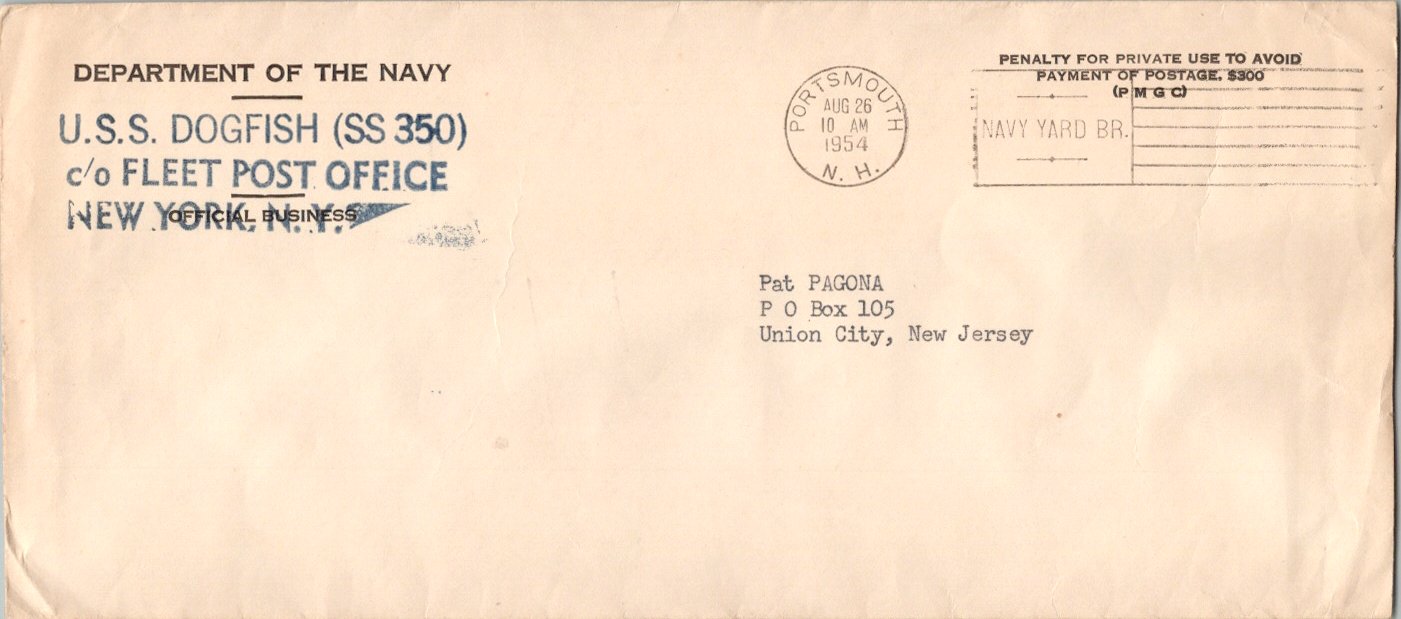 DEPARTMENT OF THE NAVY
U.S.S. DOGFISH (SS 350)
c/o FLEET POST OFFICE
NEW YORK, N. Y.
OFFICIAL BUSINESS
PORTSMOUTH
AUG 26
10 AM
1954
N. H.
NAVY YARD BR.
PENALTY FOR PRIVATE USE TO AVOID
PAYMENT OF POSTAGE, $300
(P M G C)
Pat PAGONA
P O Box 105
Union City, New Jersey